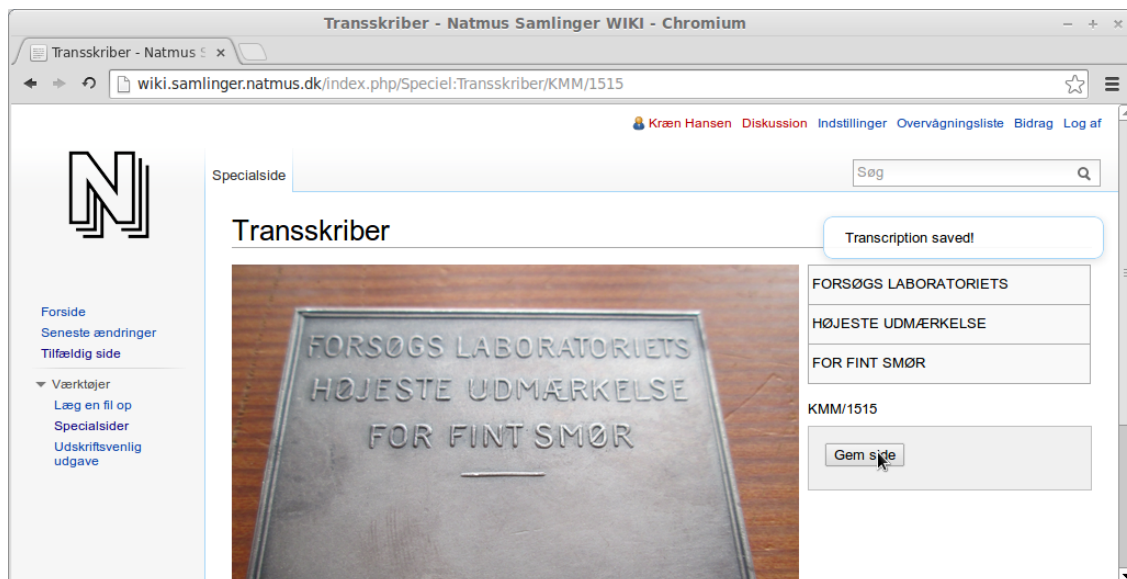 Transskriber - Natmus Samlinger WIKI - Chromium
Transskriber - Natmus S
wiki.samlinger.natmus.dk/index.php/Speciel:Transskriber/KMM/1515
Kræn Hansen Diskussion Indstillinger Overvågningsliste Bidrag Log af
N
Specialside
Søg
Transskriber
Transcription saved!
Forside
Seneste ændringer
Tilfældig side
Værktøjer
Læg en fil op
Specialsider
Udskriftsvenlig
udgave
FORSØGS LABORATORIETS
HØJESTE UDMÆRKELSE
FOR FINT SMØR
FORSØGS LABORATORIETS
HØJESTE UDMÆRKELSE
FOR FINT SMØR
KMM/1515
Gem side